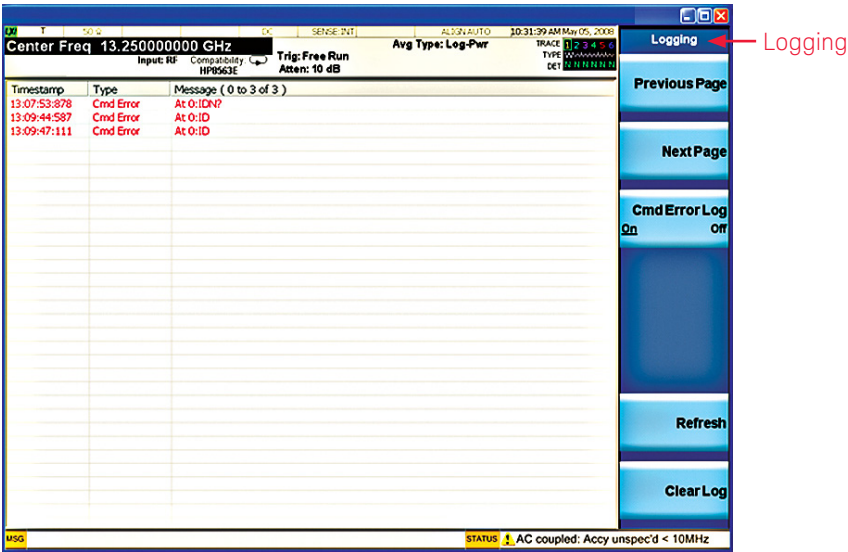 LXI T 50 Ω DC SENSE:INT ALIGN AUTO 10:31:39 AM May 05, 2008
Center Freq 13.250000000 GHz
Input: RF Compatibility:
HP8563E
Trig: Free Run
Atten: 10 dB
Avg Type: Log-Pwr
TRACE 1 2 3 4 5 6
TYPE WWWWWW
DET N N N N N N
Logging
Logging
Timestamp Type Message ( 0 to 3 of 3 )
13:07:53:878 Cmd Error At 0:IDN?
13:09:44:587 Cmd Error At 0:ID
13:09:47:111 Cmd Error At 0:ID
Previous Page
Next Page
Cmd Error Log
On Off
Refresh
Clear Log
MSG
STATUS AC coupled: Accy unspec'd < 10MHz